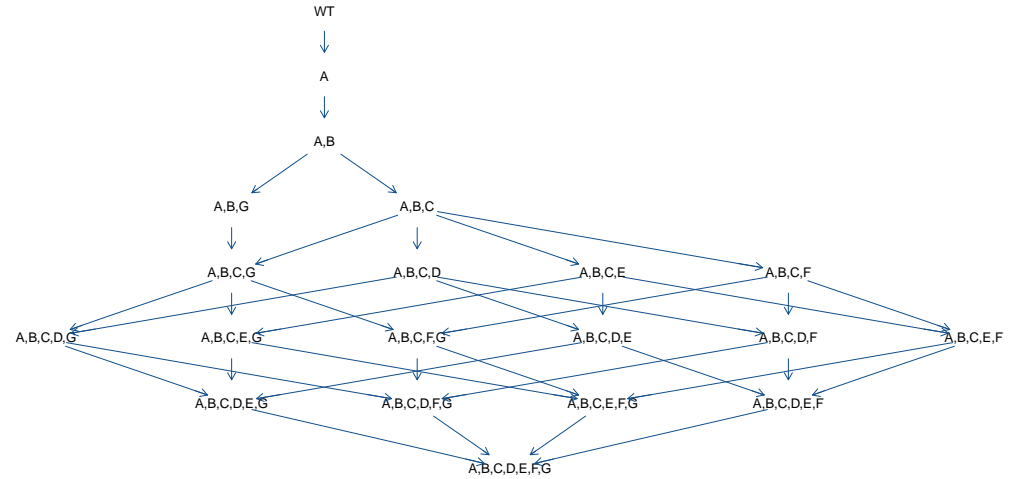 WT
A
A,B
A,B,G
A,B,C
A,B,C,G
A,B,C,D
A,B,C,E
A,B,C,F
A,B,C,D,G
A,B,C,E,G
A,B,C,F,G
A,B,C,D,E
A,B,C,D,F
A,B,C,E,F
A,B,C,D,E,G
A,B,C,D,F,G
A,B,C,E,F,G
A,B,C,D,E,F
A,B,C,D,E,F,G